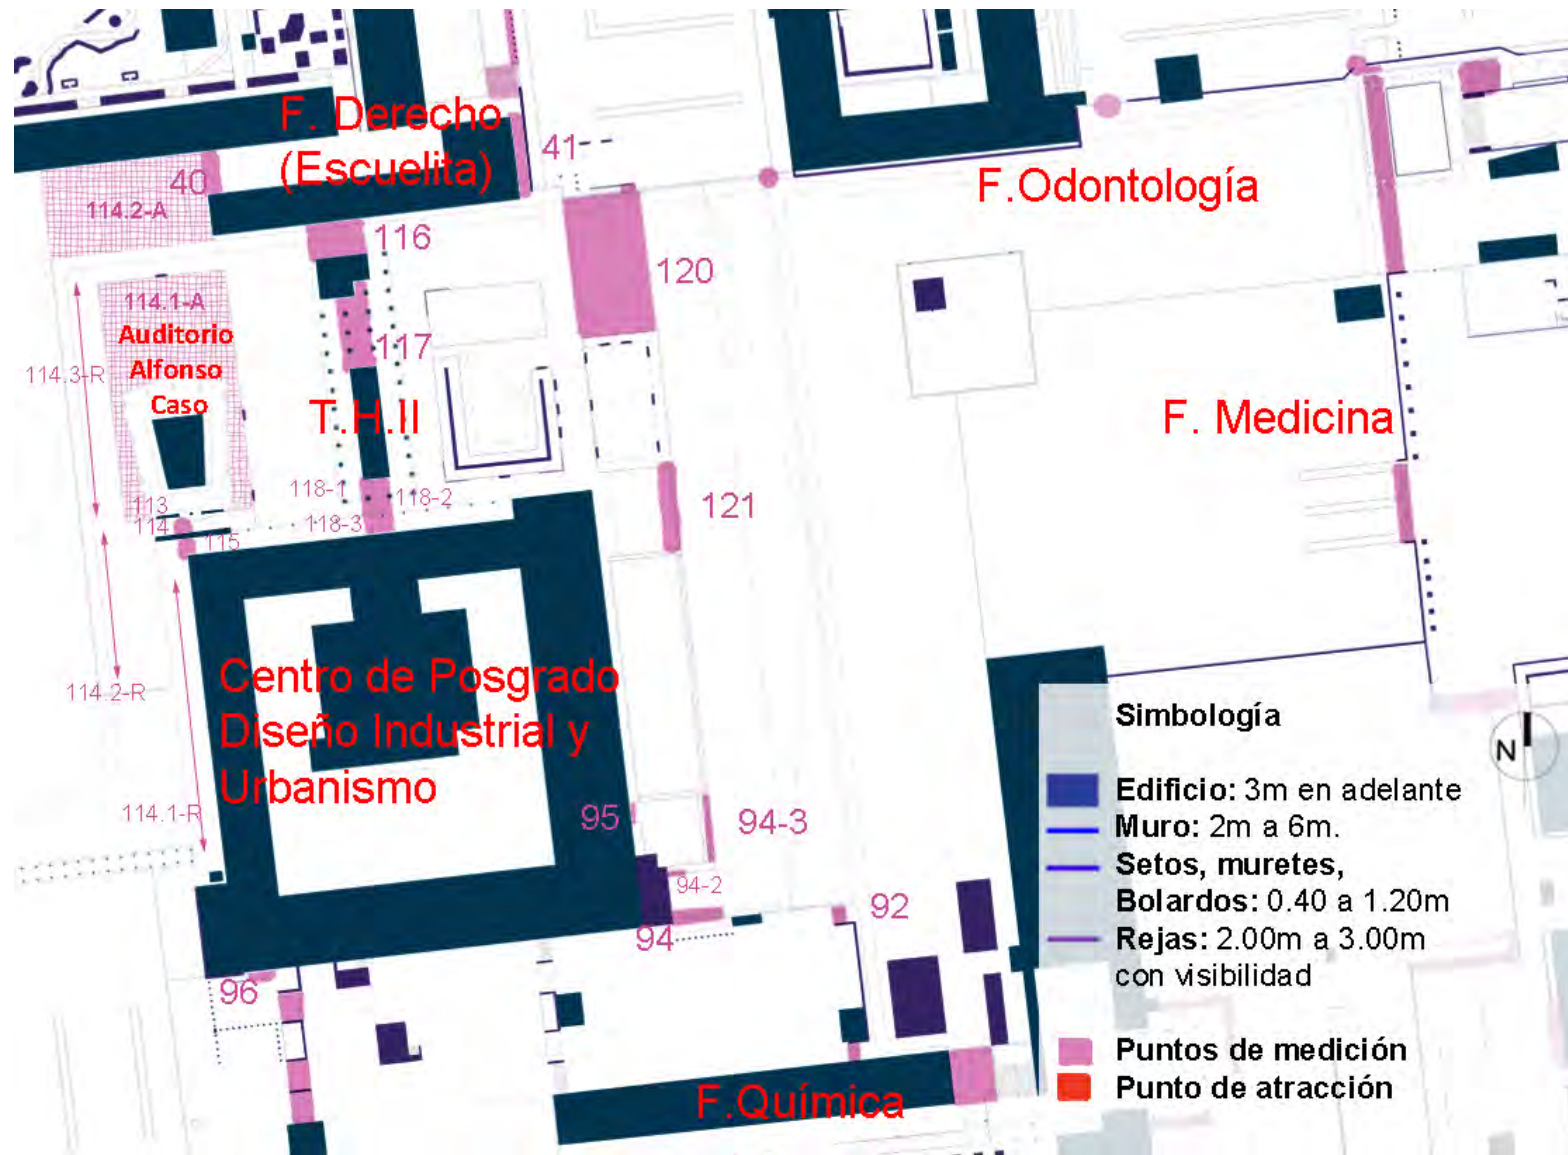 F. Derecho
(Escuelita)
41
40
114.2-A
F.Odontología
116
120
114.1-A
Auditorio
Alfonso
Caso
114.3-R
117
T.H.II
F. Medicina
118-1
118-2
113
114
118-3
115
121
Centro de Posgrado
Diseño Industrial y
Urbanismo
114.2-R
114.1-R
95
94-3
94-2
92
94
96
F.Química
N
Simbología
Edificio: 3m en adelante
Muro: 2m a 6m.
Setos, muretes,
Bolardos: 0.40 a 1.20m
Rejas: 2.00m a 3.00m
con visibilidad
Puntos de medición
Punto de atracción